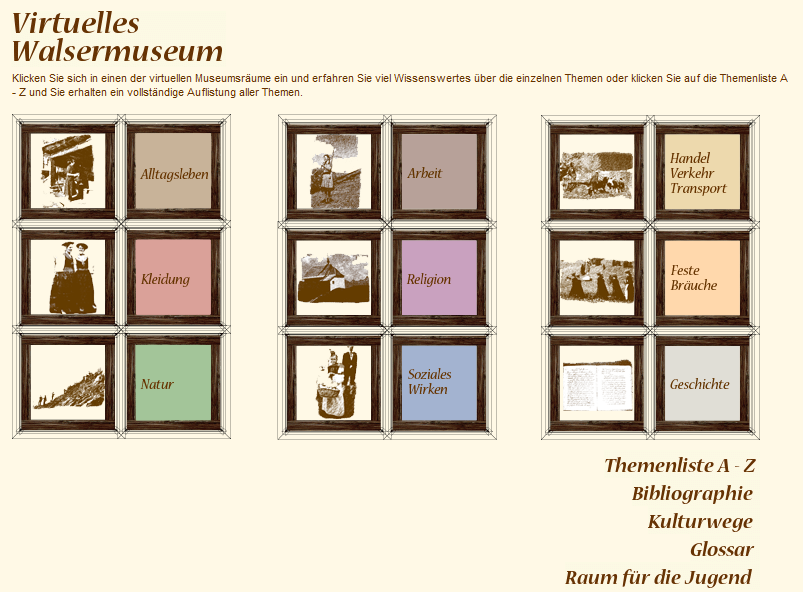 Virtuelles
Walsermuseum
Klicken Sie sich in einen der virtuellen Museumsräume ein und erfahren Sie viel Wissenswertes über die einzelnen Themen oder klicken Sie auf die Themenliste A
- Z und Sie erhalten ein vollständige Auflistung aller Themen.
Alltagsleben
Arbeit
Handel
Verkehr
Transport
Kleidung
Religion
Feste
Bräuche
Natur
Soziales
Wirken
Geschichte
Themenliste A - Z
Bibliographie
Kulturwege
Glossar
Raum für die Jugend